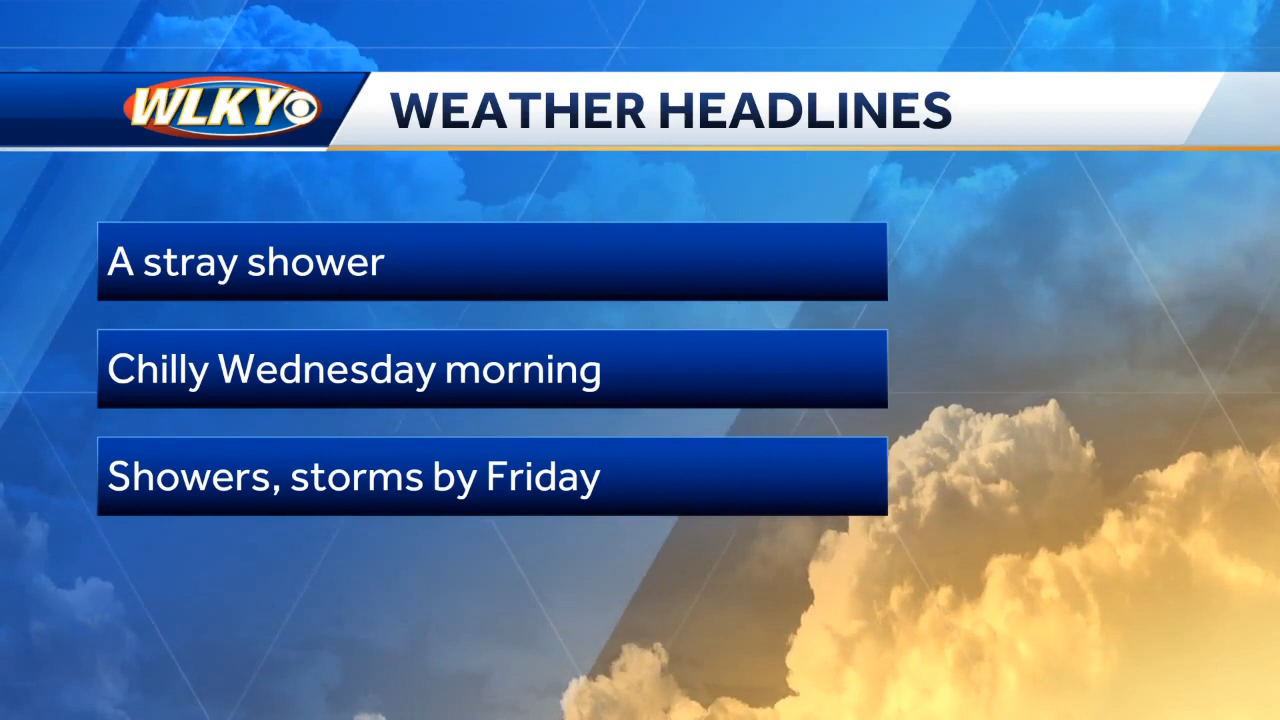 WLKY
WEATHER HEADLINES
A stray shower
Chilly Wednesday morning
Showers, storms by Friday